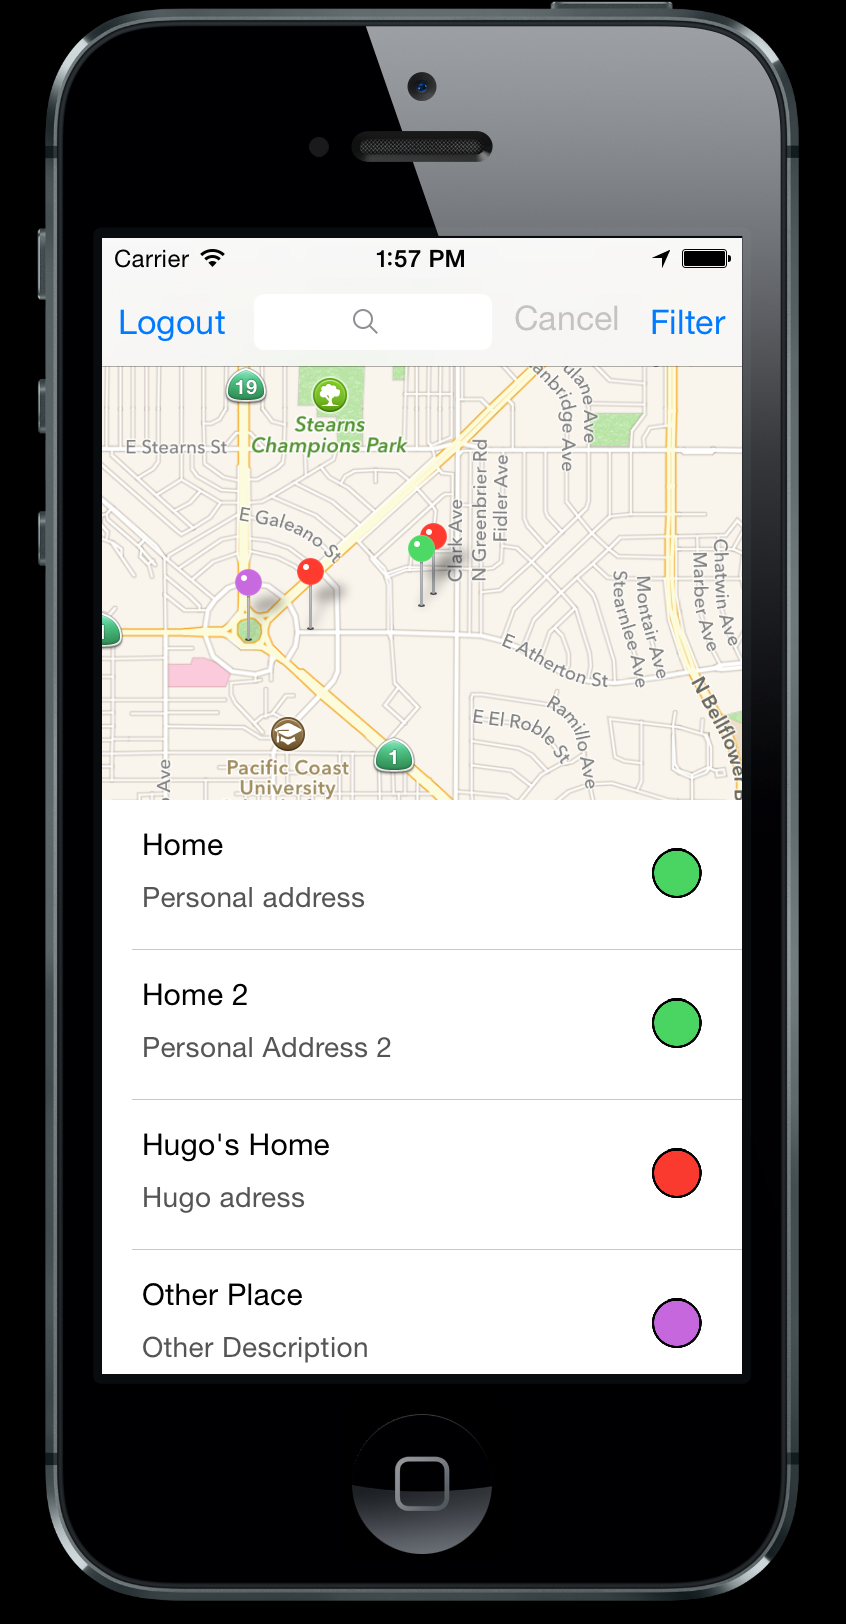 Carrier 1:57 PM
Logout Cancel Filter
19
Stearns
Champions Park
E Stearns St
E Galeano St
Clark Ave
N Greenbrier Rd
Fidler Ave
anbridge Ave
ulane Ave
Chatwin Ave
Marber Ave
Montair Ave
Stearnlee Ave
E Atherton St
N Bellflower B
E El Roble St
Ramillo Ave
1
Pacific Coast
University
Ave
Home
Personal address
Home 2
Personal Address 2
Hugo's Home
Hugo adress
Other Place
Other Description